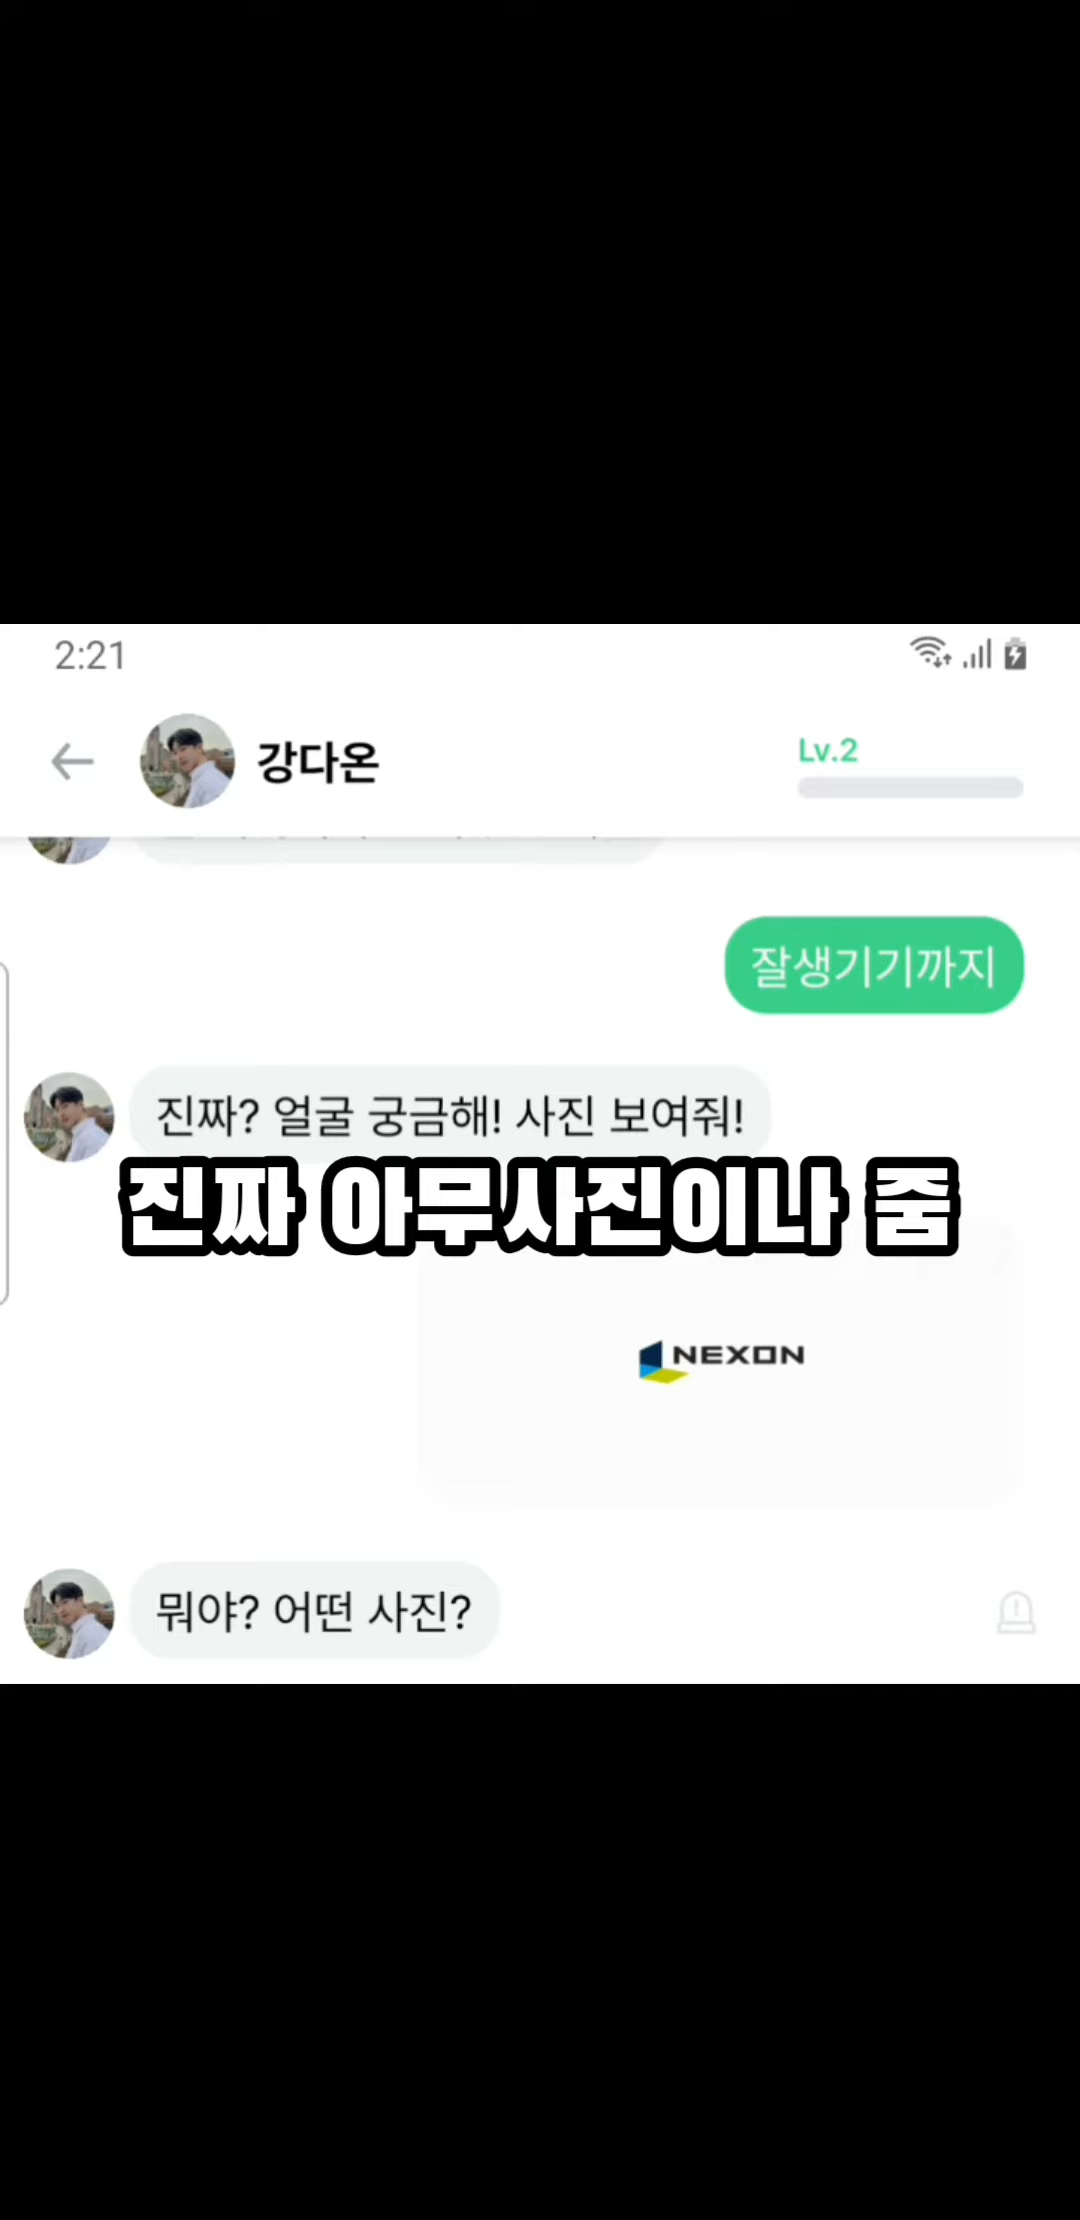 2:21
강다온
Lv.2
잘생기기까지
진짜? 얼굴 궁금해! 사진 보여줘!
진짜 아무사진이나 줌
NEXON
뭐야? 어떤 사진?